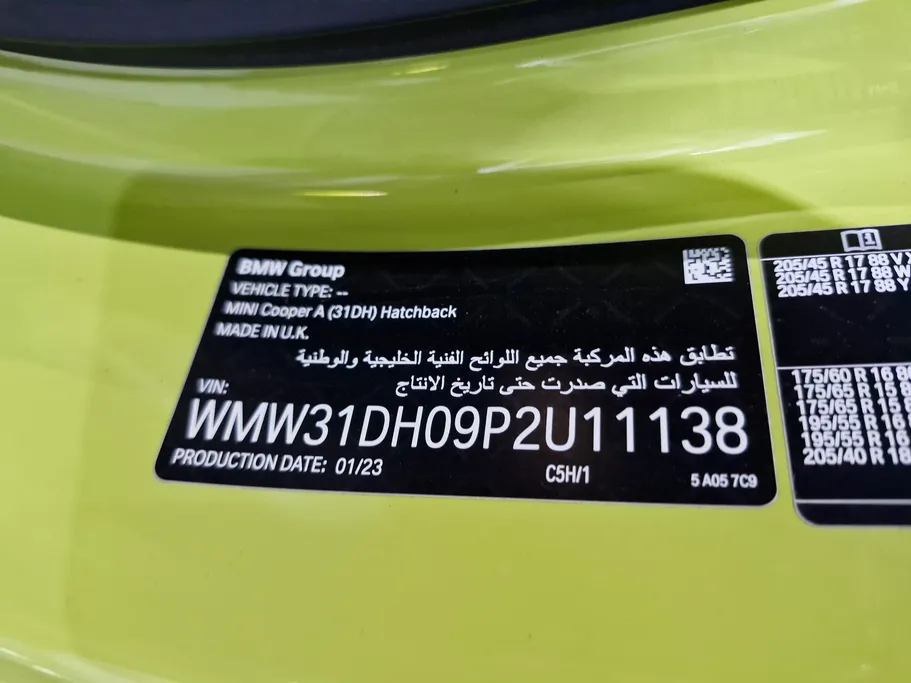 BMW Group
VEHICLE TYPE: --
MINI Cooper A (31DH) Hatchback
MADE IN U.K.
تطابق هذه المركبة جميع اللوائح الفنية الخليجية والوطنية
للسيارات التي صدرت حتى تاريخ الانتاج
VIN:
WMW31DH09P2U11138
PRODUCTION DATE: 01/23
C5H/1
5 A05 7C9
205/45 R 17 88 V
205/45 R 17 88 W
205/45 R 17 88 Y
175/60 R 16
175/65 R 15
175/65 R 15
195/55 R 16
195/55 R 16
205/40 R 18